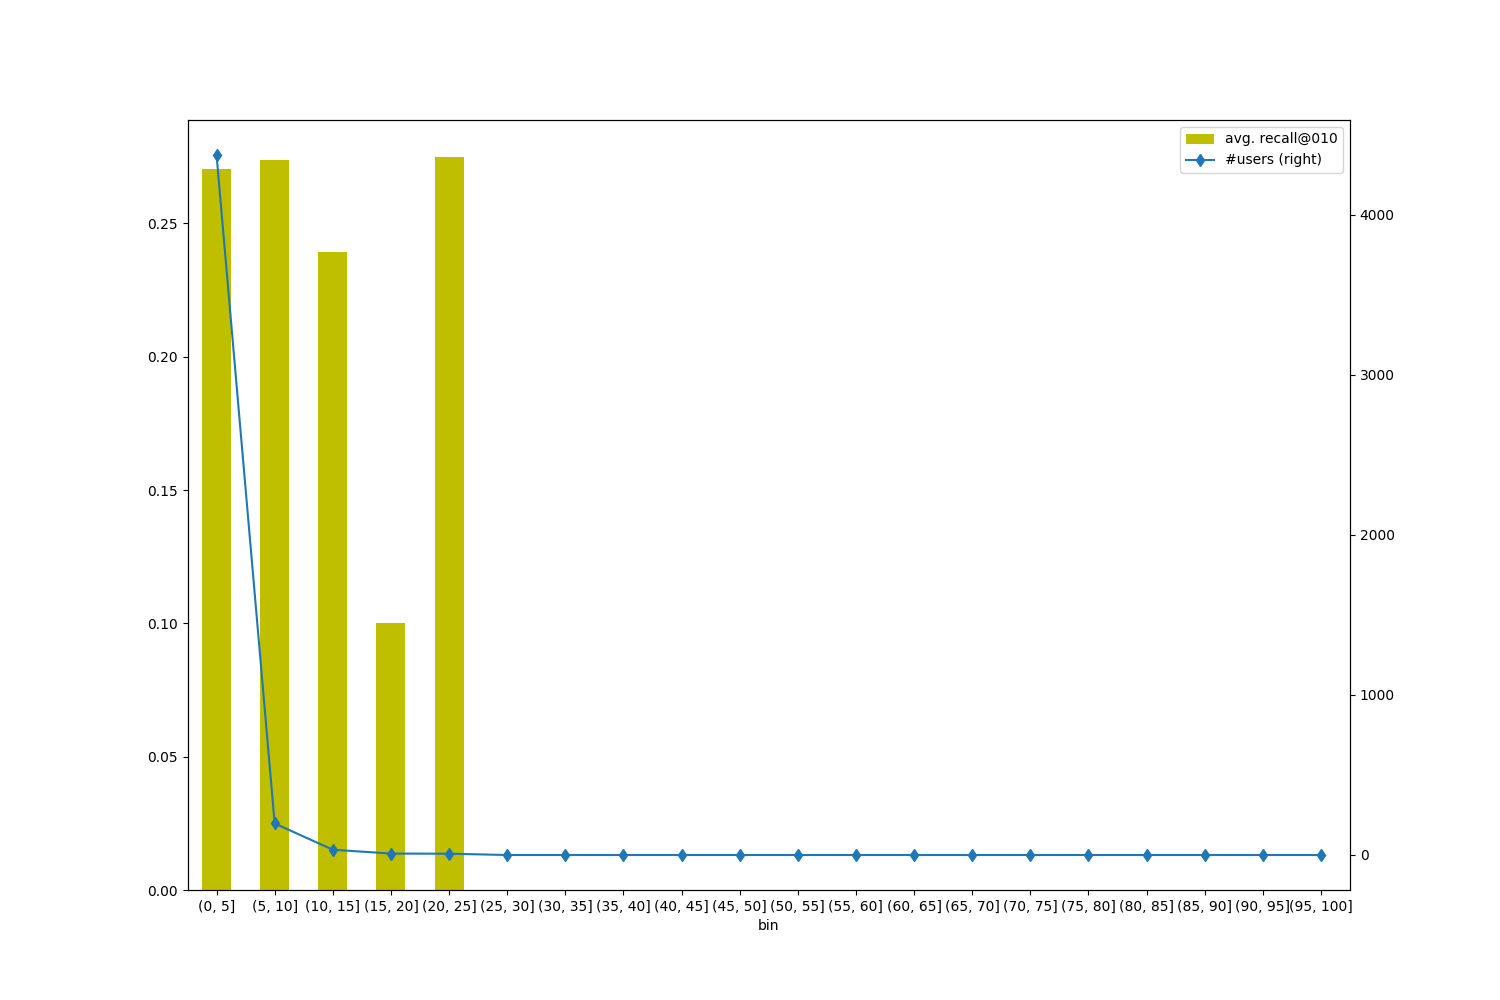 avg. recall@010
#users (right)
0.25
0.20
0.15
0.10
0.05
0.00
4000
3000
2000
1000
0
(0, 5] (5, 10] (10, 15] (15, 20] (20, 25] (25, 30] (30, 35] (35, 40] (40, 45] (45, 50] (50, 55] (55, 60] (60, 65] (65, 70] (70, 75] (75, 80] (80, 85] (85, 90] (90, 95] (95, 100]
bin